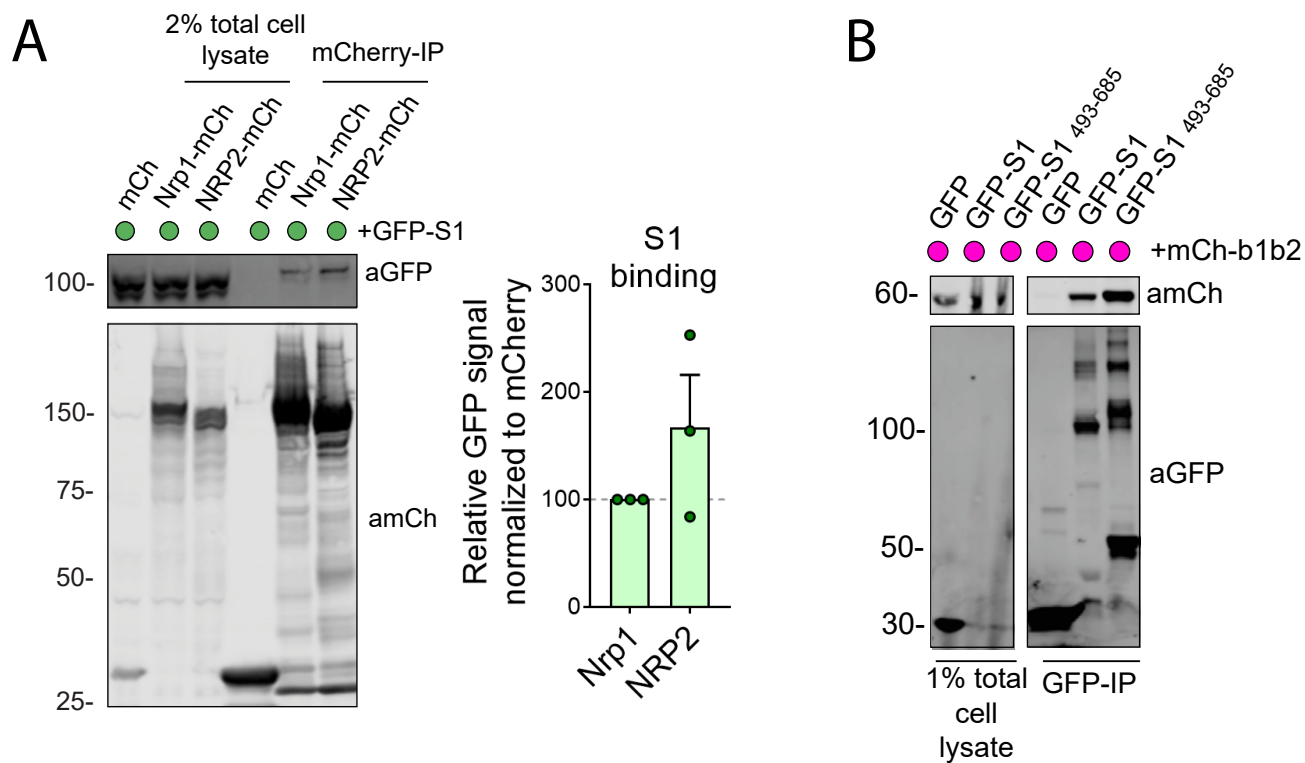 A
2% total cell
lysate
mCherry-IP
mCh
Nrp1-mCh
NRP2-mCh
mCh
Nrp1-mCh
NRP2-mCh
+GFP-S1
100-
aGFP
150-
75-
50-
25-
amCh
S1
binding
Relative GFP signal
normalized to mCherry
300
200
100
0
Nrp1
NRP2
B
GFP
GFP-S1
GFP-S1 493-685
GFP
GFP-S1
GFP-S1 493-685
+mCh-b1b2
60-
amCh
100-
50-
30-
aGFP
1% total
cell
lysate
GFP-IP